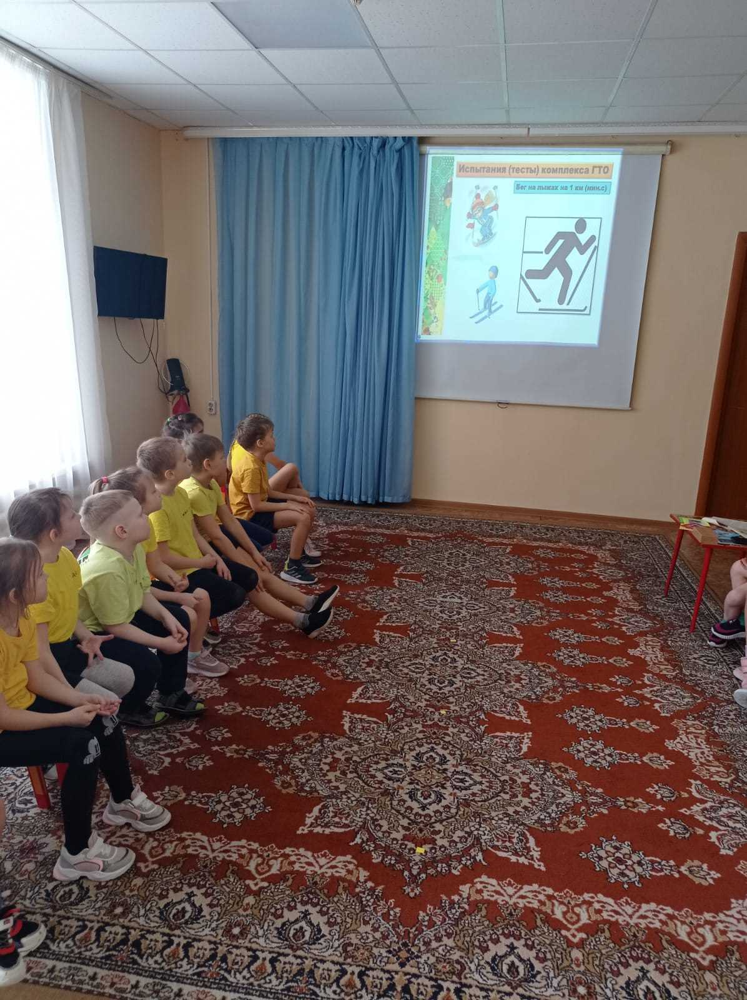 Испытания (тесты) комплекса ГТО
Бег на лыжах на 1 км (мин.с)